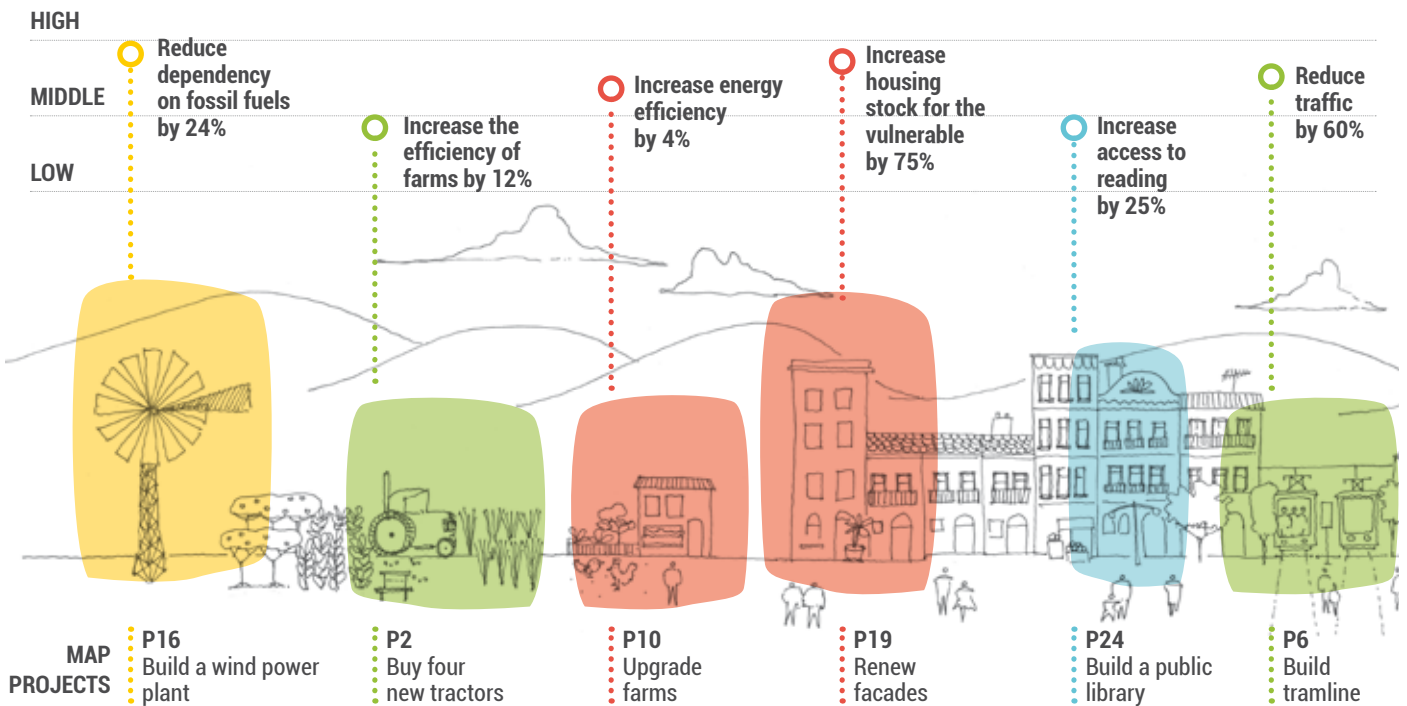 HIGH
MIDDLE
LOW
Reduce
dependency
on fossil fuels
by 24%
Increase the
efficiency of
farms by 12%
Increase energy
efficiency
by 4%
Increase
housing
stock for the
vulnerable
by 75%
Increase
access to
reading
by 25%
Reduce
traffic
by 60%
MAP
PROJECTS
P16
Build a wind power
plant
P2
Buy four
new tractors
P10
Upgrade
farms
P19
Renew
facades
P24
Build a public
library
P6
Build
tramline